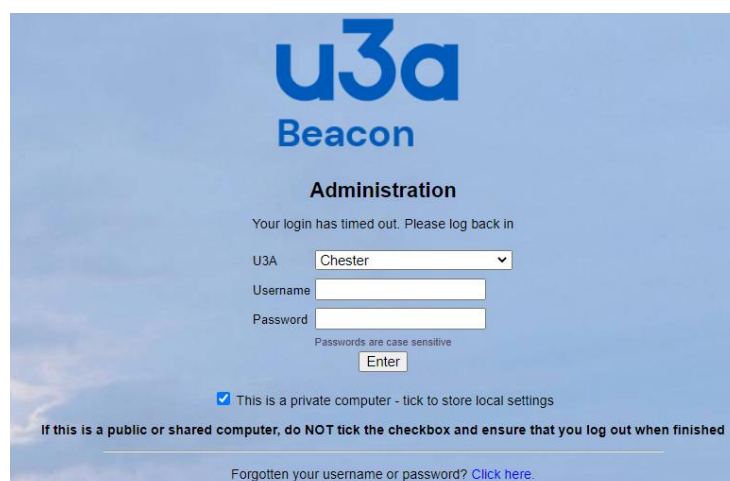 u3a
Beacon
Administration
Your login has timed out. Please log back in
U3A Chester
Username
Password
Passwords are case sensitive
Enter
This is a private computer - tick to store local settings
If this is a public or shared computer, do NOT tick the checkbox and ensure that you log out when finished
Forgotten your username or password? Click here.